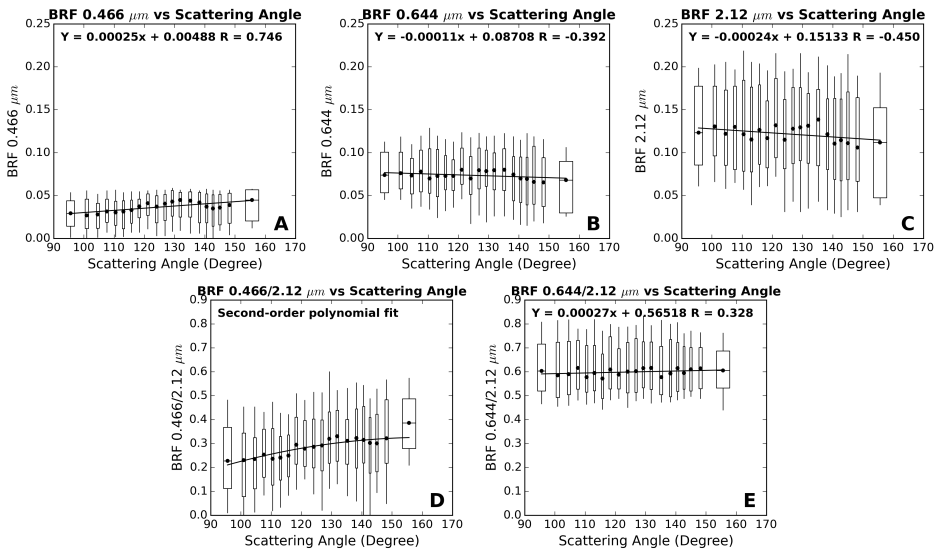 BRF 0.466 μm vs Scattering Angle
Y = 0.00025x + 0.00488 R = 0.746
0.25
0.20
0.15
0.10
0.05
0.00
BRF 0.466 μm
A
90 100 110 120 130 140 150 160 170
Scattering Angle (Degree)
BRF 0.644 μm vs Scattering Angle
Y = -0.00011x + 0.08708 R = -0.392
0.25
0.20
0.15
0.10
0.05
0.00
BRF 0.644 μm
B
90 100 110 120 130 140 150 160 170
Scattering Angle (Degree)
BRF 2.12 μm vs Scattering Angle
Y = -0.00024x + 0.15133 R = -0.450
0.25
0.20
0.15
0.10
0.05
0.00
BRF 2.12 μm
C
90 100 110 120 130 140 150 160 170
Scattering Angle (Degree)
BRF 0.466/2.12 μm vs Scattering Angle
Second-order polynomial fit
0.9
0.8
0.7
0.6
0.5
0.4
0.3
0.2
0.1
0.0
BRF 0.466/2.12 μm
D
90 100 110 120 130 140 150 160 170
Scattering Angle (Degree)
BRF 0.644/2.12 μm vs Scattering Angle
Y = 0.00027x + 0.56518 R = 0.328
0.9
0.8
0.7
0.6
0.5
0.4
0.3
0.2
0.1
0.0
BRF 0.644/2.12 μm
E
90 100 110 120 130 140 150 160 170
Scattering Angle (Degree)